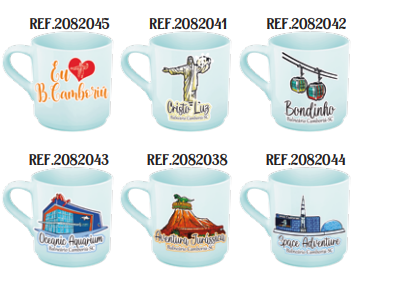 REF.2082045 REF.2082041 REF.2082042
Eu
B Camboriu
Cristo Luz
Balneário Camboriú SC
Bondinho
Balneário Camboriú SC
REF.2082043 REF.2082038 REF.2082044
Oceanic Aquarium
Balneário Camboriú SC
Aventura Jurássica
Balneário Camboriú SC
Space Adventure
Balneário Camboriú SC